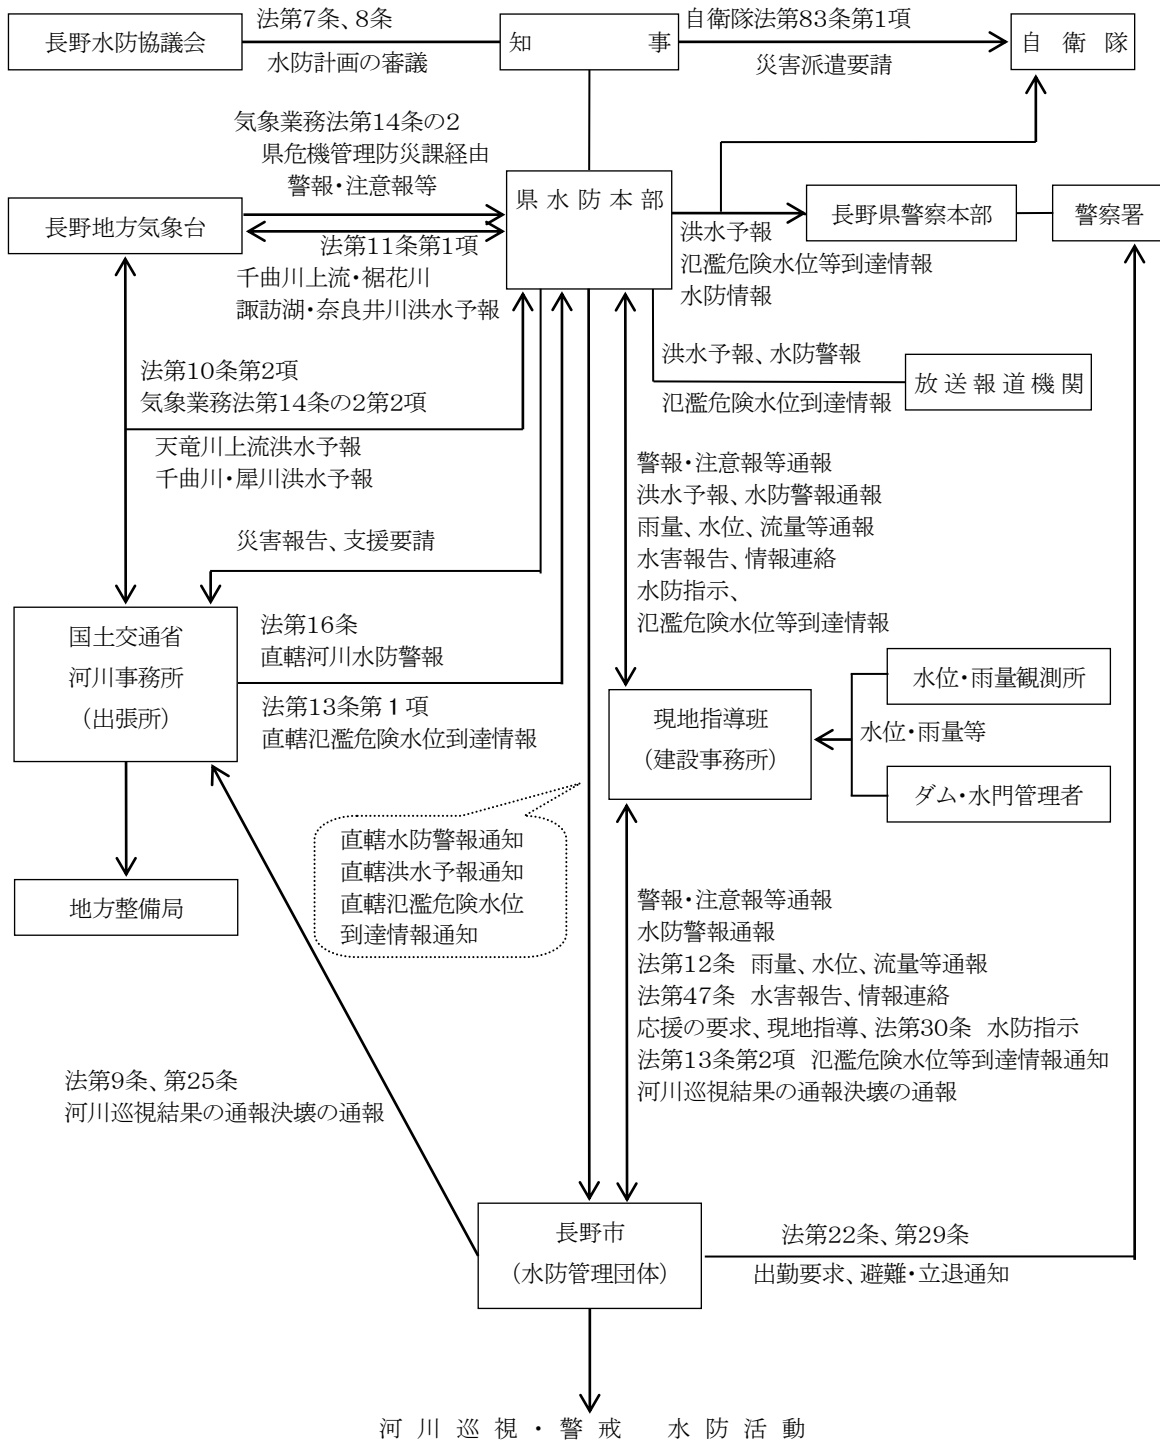 法第7条、8条
自衛隊法第83条第1項
長野水防協議会
知　事
自 衛 隊
水防計画の審議
災害派遣要請
気象業務法第14条の2
県危機管理防災課経由
警報・注意報等
県水防本部
長野地方気象台
長野県警察本部
警察署
法第11条第1項
千曲川上流・裾花川
諏訪湖・奈良井川洪水予報
洪水予報
氾濫危険水位等到達情報
水防情報
洪水予報、水防警報
放送報道機関
氾濫危険水位到達情報
法第10条第2項
気象業務法第14条の2第2項
天竜川上流洪水予報
千曲川・犀川洪水予報
警報・注意報等通報
洪水予報、水防警報通報
雨量、水位、流量等通報
水害報告、情報連絡
水防指示、
氾濫危険水位等到達情報
災害報告、支援要請
国土交通省
河川事務所
（出張所）
法第16条
直轄河川水防警報
法第13条第１項
直轄氾濫危険水位到達情報
現地指導班
（建設事務所）
水位・雨量観測所
水位・雨量等
ダム・水門管理者
直轄水防警報通知
直轄洪水予報通知
直轄氾濫危険水位
到達情報通知
地方整備局
警報・注意報等通報
水防警報通報
法第12条　雨量、水位、流量等通報
法第47条　水害報告、情報連絡
応援の要求、現地指導、法第30条　水防指示
法第13条第2項　氾濫危険水位等到達情報通知
河川巡視結果の通報決壊の通報
法第9条、第25条
河川巡視結果の通報決壊の通報
長野市
（水防管理団体）
法第22条、第29条
出動要求、避難・立退通知
河川巡視・警戒　水防活動